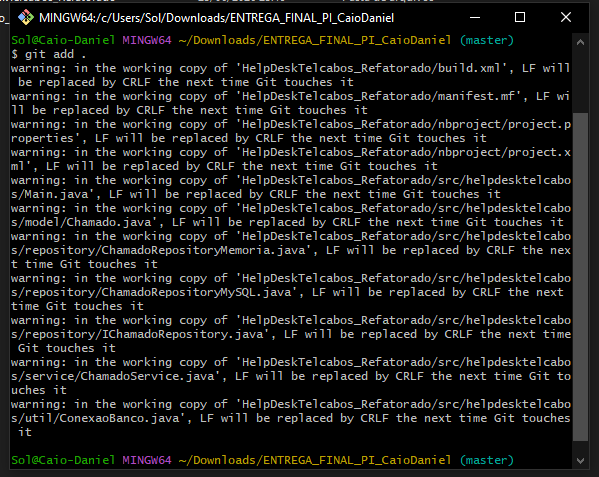 MINGW64:/c/Users/Sol/Downloads/ENTREGA_FINAL_PI_CaioDaniel
Sol@Caio-Daniel MINGW64 ~/Downloads/ENTREGA_FINAL_PI_CaioDaniel (master)
$ git add .
warning: in the working copy of 'HelpDeskTelcabos_Refatorado/build.xml', LF will
 be replaced by CRLF the next time Git touches it
warning: in the working copy of 'HelpDeskTelcabos_Refatorado/manifest.mf', LF wi
ll be replaced by CRLF the next time Git touches it
warning: in the working copy of 'HelpDeskTelcabos_Refatorado/nbproject/project.p
roperties', LF will be replaced by CRLF the next time Git touches it
warning: in the working copy of 'HelpDeskTelcabos_Refatorado/nbproject/project.x
ml', LF will be replaced by CRLF the next time Git touches it
warning: in the working copy of 'HelpDeskTelcabos_Refatorado/src/helpdesktelcabo
s/Main.java', LF will be replaced by CRLF the next time Git touches it
warning: in the working copy of 'HelpDeskTelcabos_Refatorado/src/helpdesktelcabo
s/model/Chamado.java', LF will be replaced by CRLF the next time Git touches it
warning: in the working copy of 'HelpDeskTelcabos_Refatorado/src/helpdesktelcabo
s/repository/ChamadoRepositoryMemoria.java', LF will be replaced by CRLF the nex
t time Git touches it
warning: in the working copy of 'HelpDeskTelcabos_Refatorado/src/helpdesktelcabo
s/repository/ChamadoRepositoryMySQL.java', LF will be replaced by CRLF the next
time Git touches it
warning: in the working copy of 'HelpDeskTelcabos_Refatorado/src/helpdesktelcabo
s/repository/IChamadoRepository.java', LF will be replaced by CRLF the next time
 Git touches it
warning: in the working copy of 'HelpDeskTelcabos_Refatorado/src/helpdesktelcabo
s/service/ChamadoService.java', LF will be replaced by CRLF the next time Git to
uches it
warning: in the working copy of 'HelpDeskTelcabos_Refatorado/src/helpdesktelcabo
s/util/ConexaoBanco.java', LF will be replaced by CRLF the next time Git touches
 it
Sol@Caio-Daniel MINGW64 ~/Downloads/ENTREGA_FINAL_PI_CaioDaniel (master)